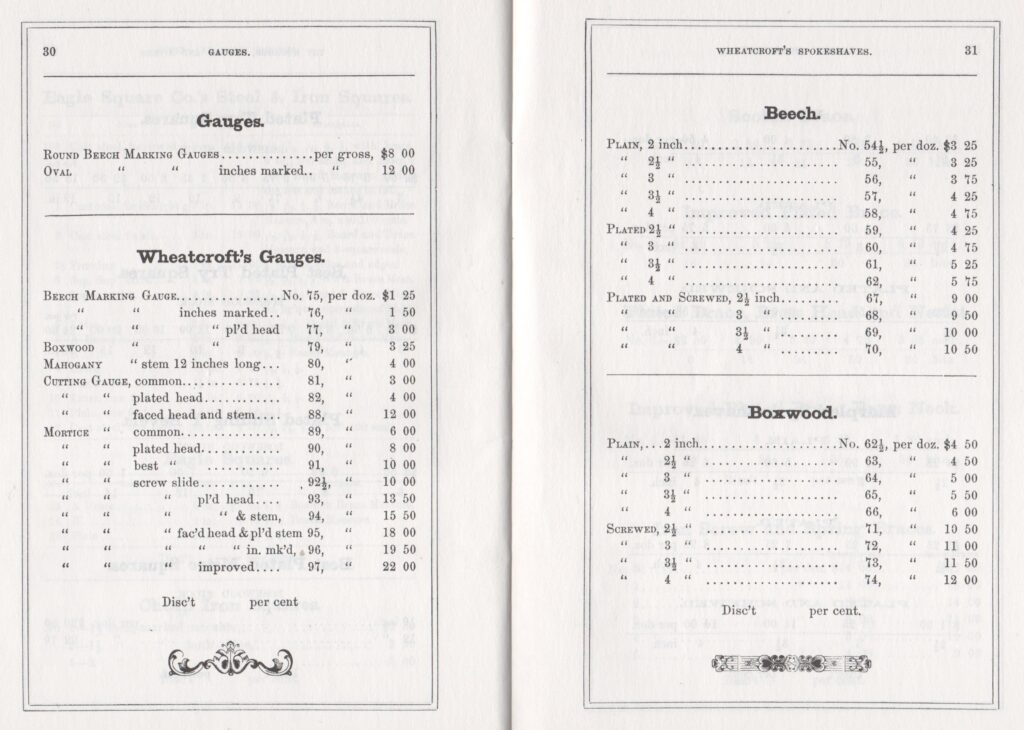 30 GAUGES.
Gauges.
ROUND BEECH MARKING GAUGES.............per gross, $8 00
OVAL “ “ inches marked.. “ 12 00
Wheatcroft's Gauges.
BEECH MARKING GAUGE...............No. 75, per doz. $1 25
“ “ inches marked.. 76, “ 1 50
“ “ “ pl'd head 77, “ 3 00
BOXWOOD “ “ “ 79, “ 3 25
MAHOGANY “ stem 12 inches long... 80, “ 4 00
CUTTING GAUGE, common.............. 81, “ 3 00
“ “ plated head........... 82, “ 4 00
“ “ faced head and stem.... 88, “ 12 00
MORTICE “ common.............. 89, “ 6 00
“ “ plated head........... 90, “ 8 00
“ “ best “ ........... 91, “ 10 00
“ “ screw slide........... 92½, “ 10 00
“ “ “ pl'd head.... 93, “ 13 50
“ “ “ “ & stem, 94, “ 15 50
“ “ “ fac'd head & pl'd stem 95, “ 18 00
“ “ “ “ “ in. mk'd, 96, “ 19 50
“ “ “ improved.... 97, “ 22 00
Disc't per cent
WHEATCROFT'S SPOKESHAVES. 31
Beech.
PLAIN, 2 inch......................No. 54½, per doz. $3 25
“ 2½ “ ...................... 55, “ 3 25
“ 3 “ ...................... 56, “ 3 75
“ 3½ “ ...................... 57, “ 4 25
“ 4 “ ...................... 58, “ 4 75
PLATED 2½ “ ...................... 59, “ 4 25
“ 3 “ ...................... 60, “ 4 75
“ 3½ “ ...................... 61, “ 5 25
“ 4 “ ...................... 62, “ 5 75
PLATED AND SCREWED, 2½ inch......... 67, “ 9 00
“ “ 3 “ ......... 68, “ 9 50
“ “ 3½ “ ......... 69, “ 10 00
“ “ 4 “ ......... 70, “ 10 50
Boxwood.
PLAIN,... 2 inch...................No. 62½, per doz. $4 50
“ 2½ “ ................... 63, “ 4 50
“ 3 “ ................... 64, “ 5 00
“ 3½ “ ................... 65, “ 5 50
“ 4 “ ................... 66, “ 6 00
SCREWED, 2½ “ ................... 71, “ 10 50
“ 3 “ ................... 72, “ 11 00
“ 3½ “ ................... 73, “ 11 50
“ 4 “ ................... 74, “ 12 00
Disc't per cent.